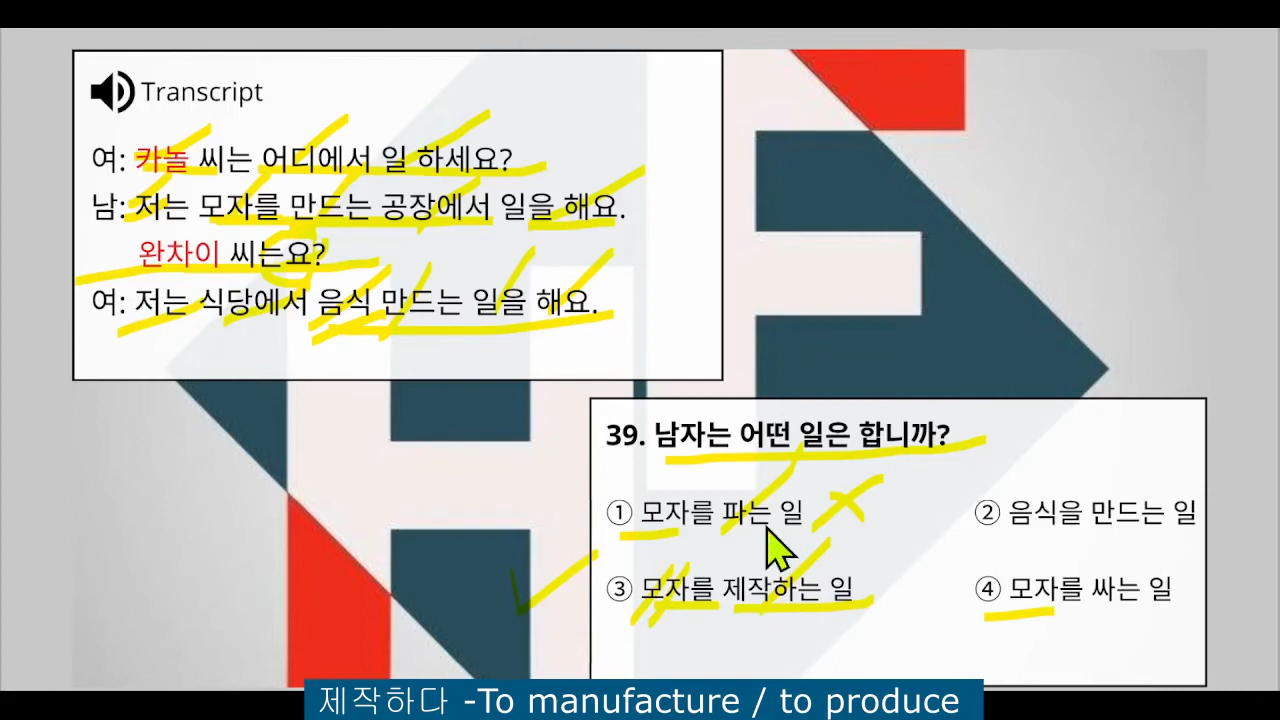 Transcript
여: 카놀 씨는 어디에서 일 하세요?
남: 저는 모자를 만드는 공장에서 일을 해요.
완차이 씨는요?
여: 저는 식당에서 음식 만드는 일을 해요.
39. 남자는 어떤 일은 합니까?
① 모자를 파는 일 ② 음식을 만드는 일
③ 모자를 제작하는 일 ④ 모자를 싸는 일
제작하다 -To manufacture / to produce